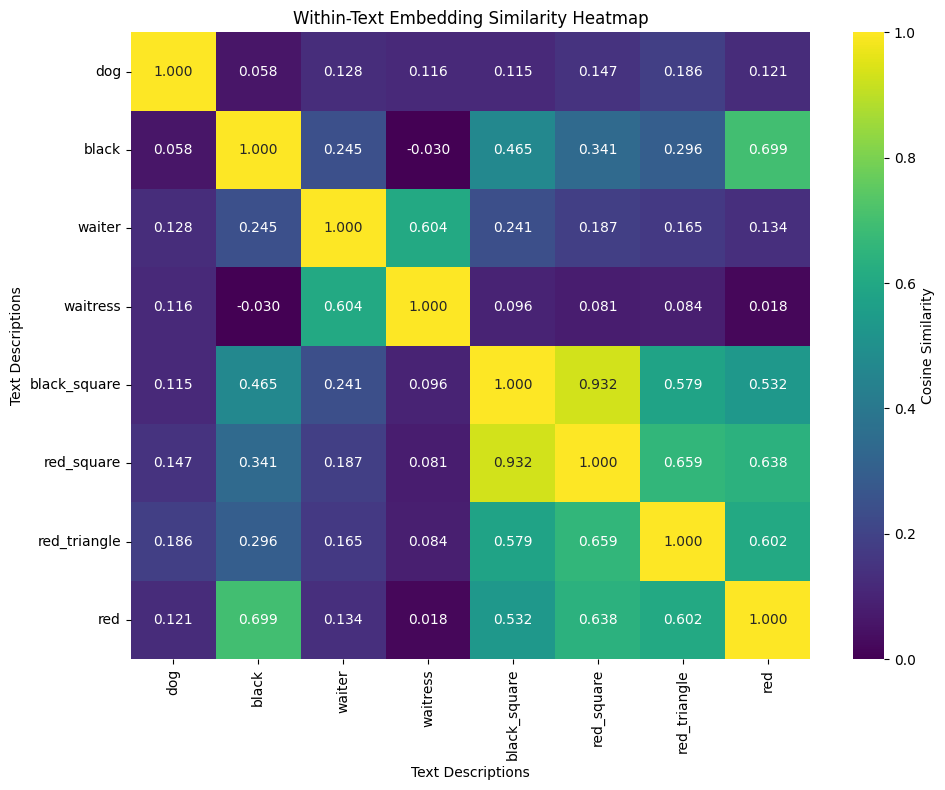 Within-Text Embedding Similarity Heatmap
dog 1.000 0.058 0.128 0.116 0.115 0.147 0.186 0.121
black 0.058 1.000 0.245 -0.030 0.465 0.341 0.296 0.699
waiter 0.128 0.245 1.000 0.604 0.241 0.187 0.165 0.134
waitress 0.116 -0.030 0.604 1.000 0.096 0.081 0.084 0.018
black_square 0.115 0.465 0.241 0.096 1.000 0.932 0.579 0.532
red_square 0.147 0.341 0.187 0.081 0.932 1.000 0.659 0.638
red_triangle 0.186 0.296 0.165 0.084 0.579 0.659 1.000 0.602
red 0.121 0.699 0.134 0.018 0.532 0.638 0.602 1.000
dog black waiter waitress black_square red_square red_triangle red
Text Descriptions
Text Descriptions
1.0
0.8
0.6
0.4
0.2
0.0
Cosine Similarity